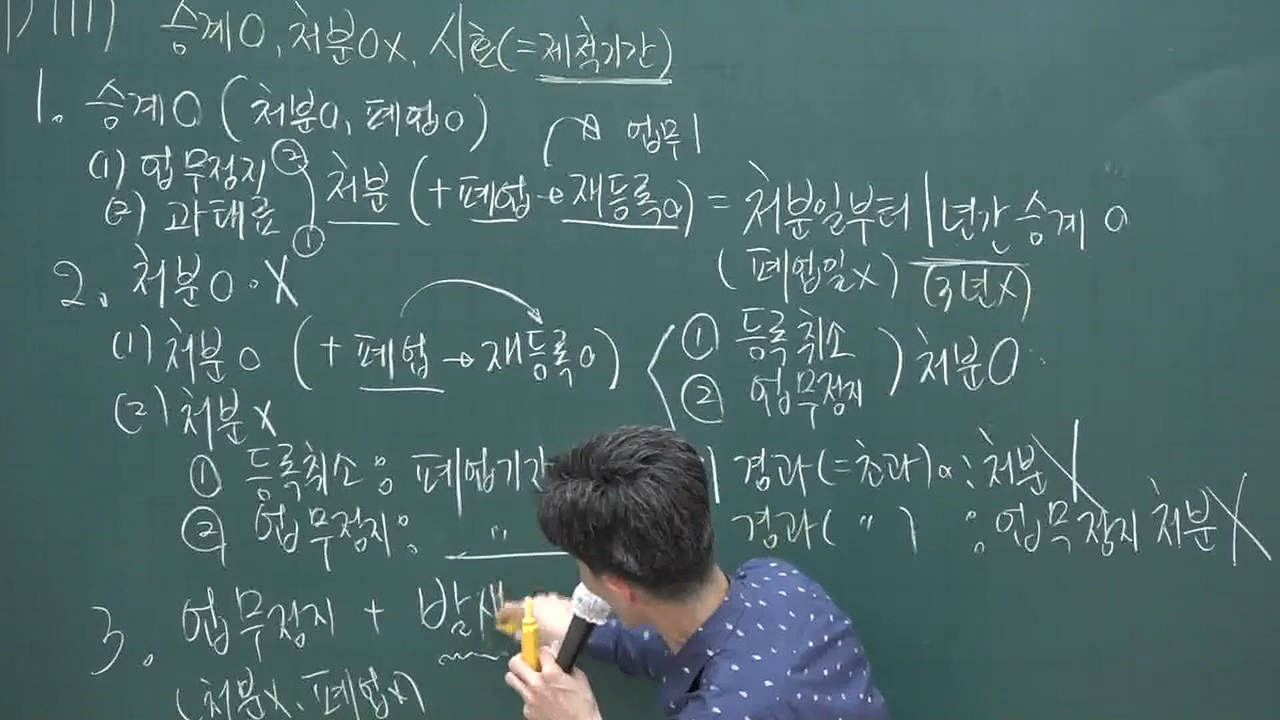 승계O, 처분OX, 시효(=제척기간)
1. 승계O (처분O, 폐업O)
업무1
(1) 업무정지 ②
(2) 과태료 ①
처분 (+폐업→재등록O) = 처분일부터 1년간 승계 O
(폐업일X) (3년X)
2. 처분O·X
(1) 처분O (+폐업→재등록O)
① 등록취소
② 업무정지
) 처분O
(2) 처분X
① 등록취소: 폐업기간 경과(=초과)O: 처분X
② 업무정지: " 경과( " ) : 업무정지 처분X
3. 업무정지 + 발생
(처분X, 폐업X)